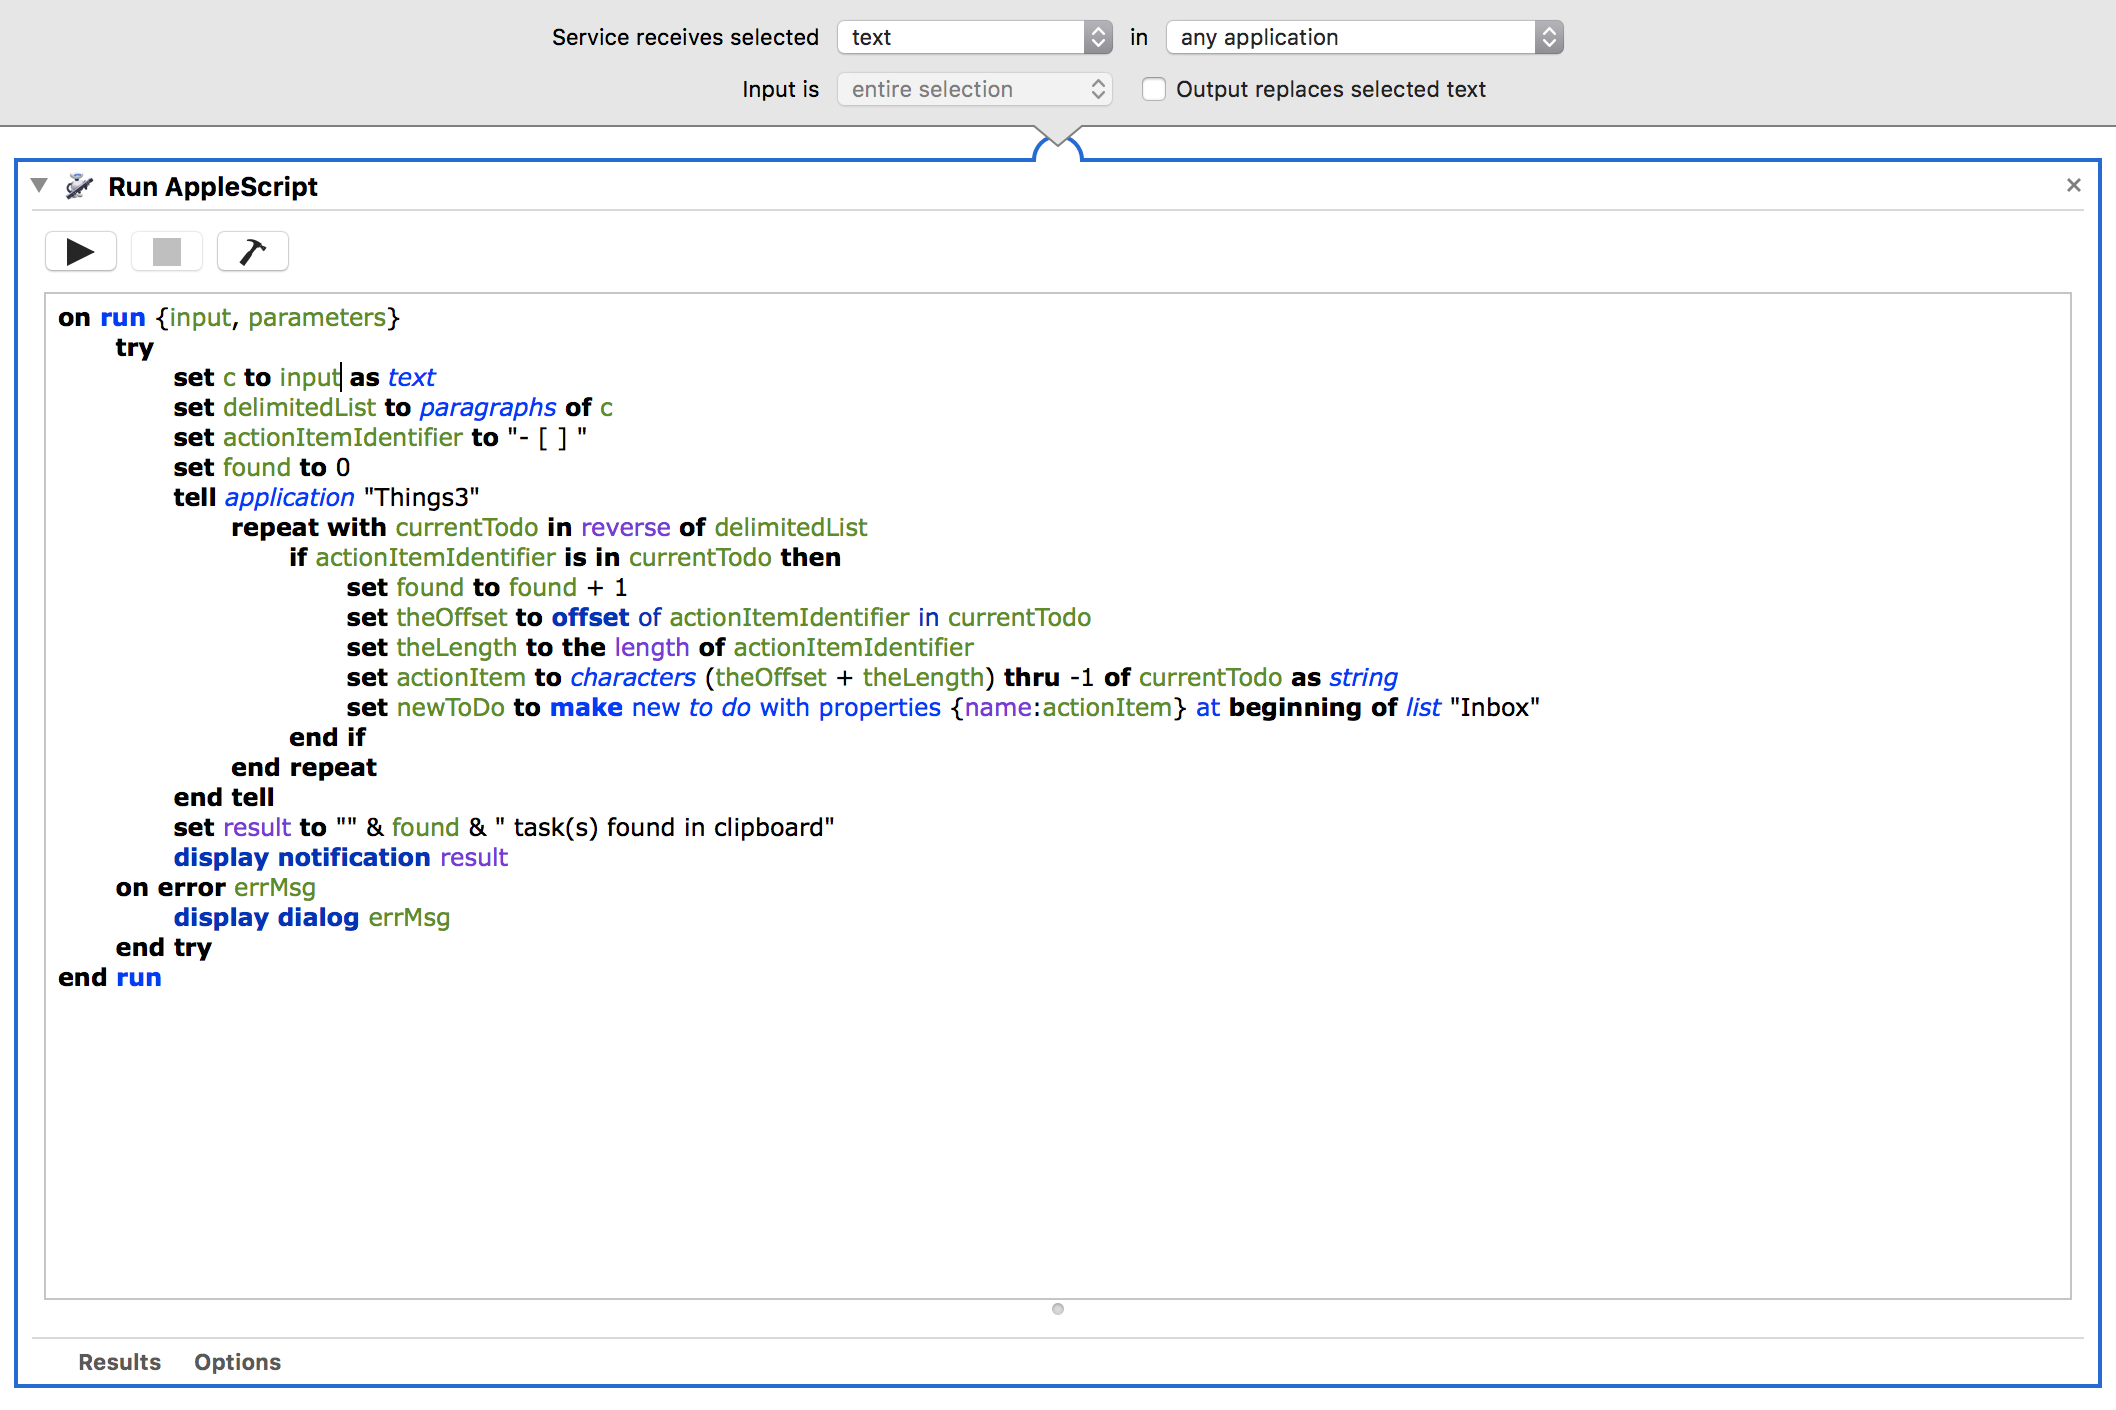 Service receives selected text in any application
Input is entire selection Output replaces selected text
Run AppleScript
on run {input, parameters}
try
set c to input as text
set delimitedList to paragraphs of c
set actionItemIdentifier to "- [ ] "
set found to 0
tell application "Things3"
repeat with currentTodo in reverse of delimitedList
if actionItemIdentifier is in currentTodo then
set found to found + 1
set theOffset to offset of actionItemIdentifier in currentTodo
set theLength to the length of actionItemIdentifier
set actionItem to characters (theOffset + theLength) thru -1 of currentTodo as string
set newToDo to make new to do with properties {name:actionItem} at beginning of list "Inbox"
end if
end repeat
end tell
set result to "" & found & " task(s) found in clipboard"
display notification result
on error errMsg
display dialog errMsg
end try
end run
Results Options